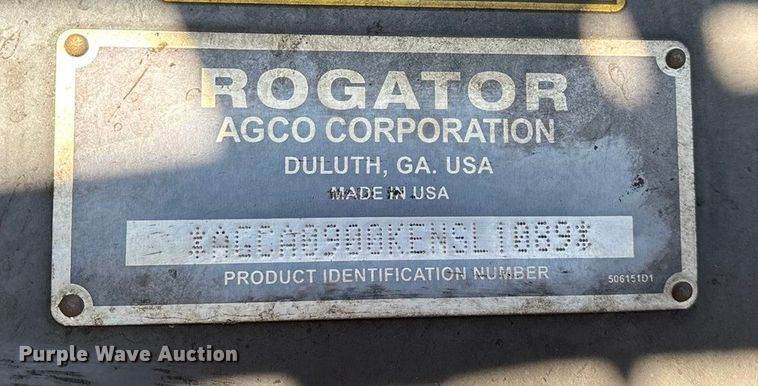 ROGATOR
AGCO CORPORATION
DULUTH, GA. USA
MADE IN USA
*AGCA0900KENSL1089*
PRODUCT IDENTIFICATION NUMBER
506151D1
Purple Wave Auction